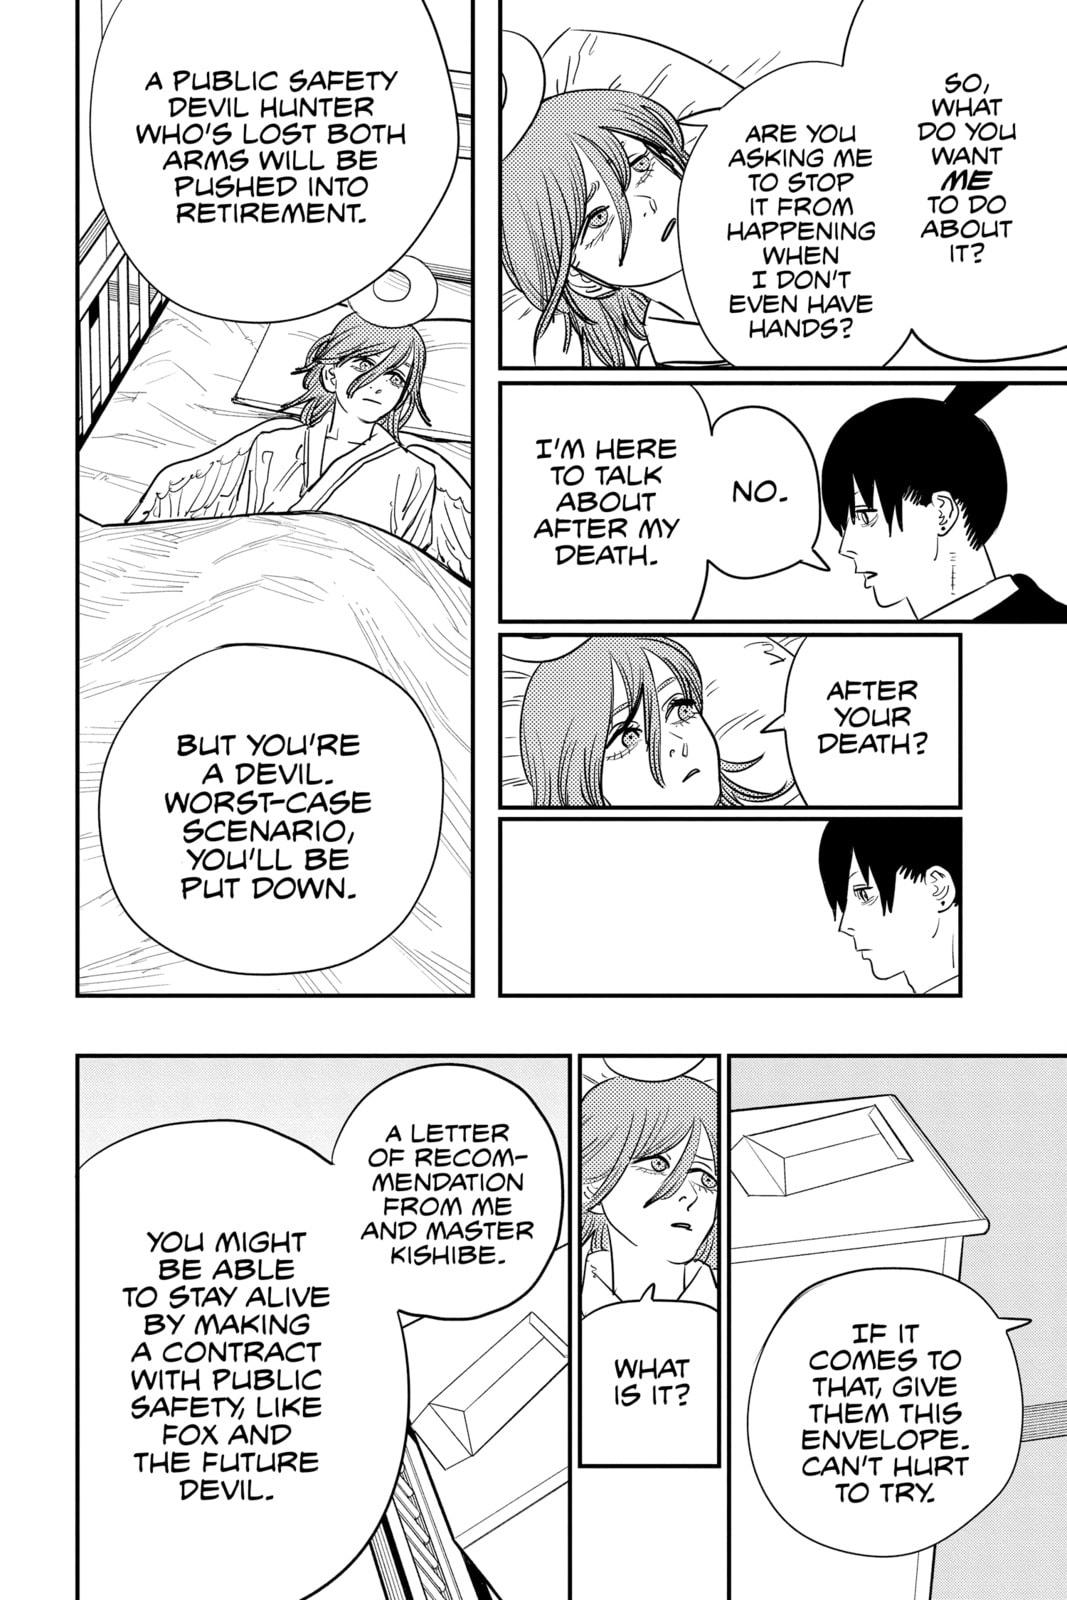 SO,
WHAT
DO YOU
WANT
ME
TO DO
ABOUT
IT?
ARE YOU
ASKING ME
TO STOP
IT FROM
HAPPENING
WHEN
I DON'T
EVEN HAVE
HANDS?
NO.
I'M HERE
TO TALK
ABOUT
AFTER MY
DEATH.
AFTER
YOUR
DEATH?
A PUBLIC SAFETY
DEVIL HUNTER
WHO'S LOST BOTH
ARMS WILL BE
PUSHED INTO
RETIREMENT.
BUT YOU'RE
A DEVIL.
WORST-CASE
SCENARIO,
YOU'LL BE
PUT DOWN.
IF IT
COMES TO
THAT, GIVE
THEM THIS
ENVELOPE.
CAN'T HURT
TO TRY.
WHAT
IS IT?
A LETTER
OF RECOM-
MENDATION
FROM ME
AND MASTER
KISHIBE.
YOU MIGHT
BE ABLE
TO STAY ALIVE
BY MAKING
A CONTRACT
WITH PUBLIC
SAFETY, LIKE
FOX AND
THE FUTURE
DEVIL.